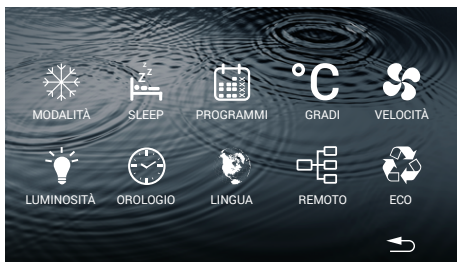 MODALITÀ SLEEP PROGRAMMI °C GRADI VELOCITÀ
LUMINOSITÀ OROLOGIO LINGUA REMOTO ECO